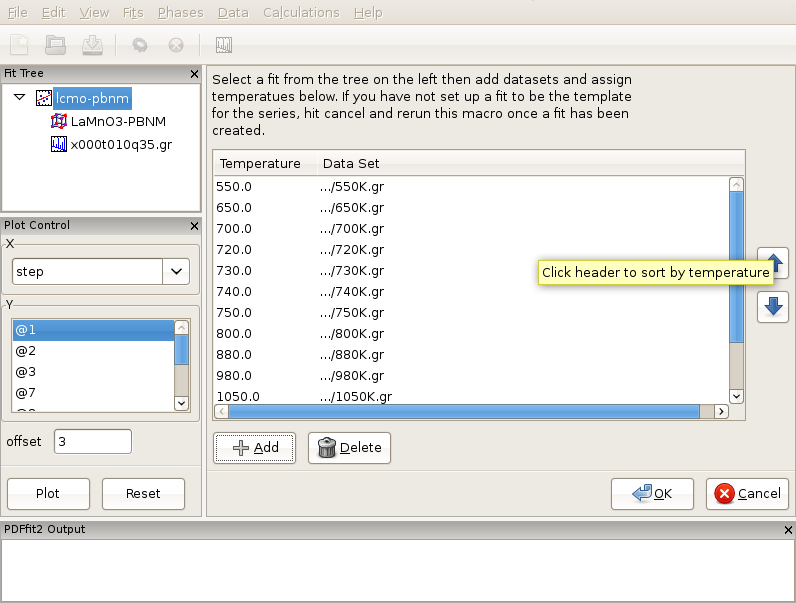 File Edit View Fits Phases Data Calculations Help
Fit Tree
lcmo-pbnm
LaMnO3-PBNM
x000t010q35.gr
Plot Control
X
step
Y
@1
@2
@3
@7
offset 3
Plot Reset
Select a fit from the tree on the left then add datasets and assign
temperatues below. If you have not set up a fit to be the template
for the series, hit cancel and rerun this macro once a fit has been
created.
Temperature Data Set
550.0 .../550K.gr
650.0 .../650K.gr
700.0 .../700K.gr
720.0 .../720K.gr
730.0 .../730K.gr
740.0 .../740K.gr
750.0 .../750K.gr
800.0 .../800K.gr
880.0 .../880K.gr
980.0 .../980K.gr
1050.0 .../1050K.gr
Click header to sort by temperature
Add Delete
OK Cancel
PDFfit2 Output